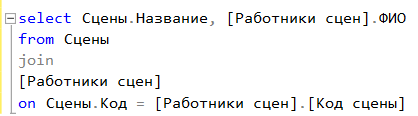 select Сцены.Название, [Работники сцен].ФИО
from Сцены
join
[Работники сцен]
on Сцены.Код = [Работники сцен].[Код сцены]